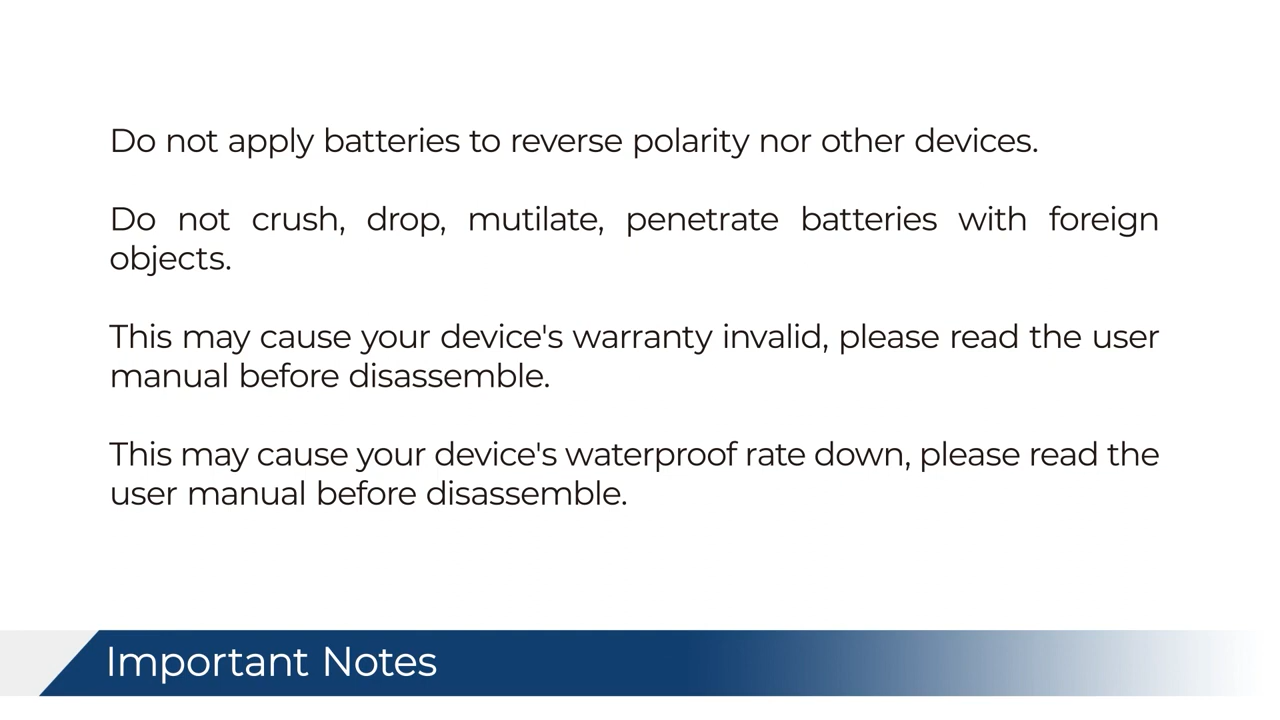 Do not apply batteries to reverse polarity nor other devices.
Do not crush, drop, mutilate, penetrate batteries with foreign
objects.
This may cause your device's warranty invalid, please read the user
manual before disassemble.
This may cause your device's waterproof rate down, please read the
user manual before disassemble.
Important Notes